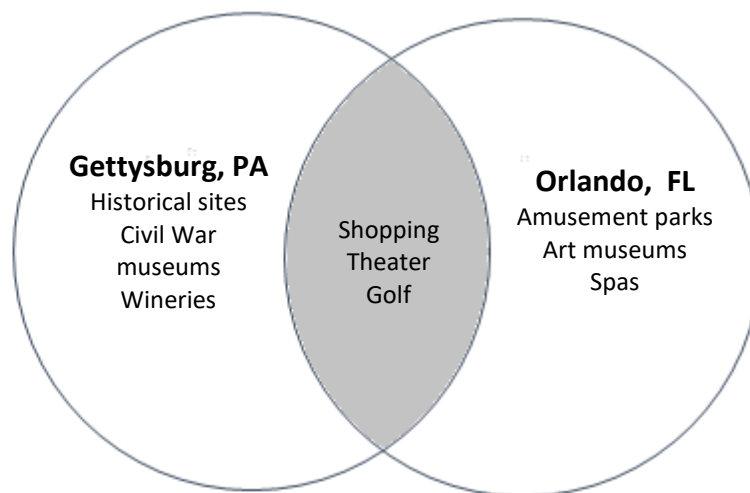 Gettysburg, PA
Historical sites
Civil War
museums
Wineries
Shopping
Theater
Golf
Orlando, FL
Amusement parks
Art museums
Spas